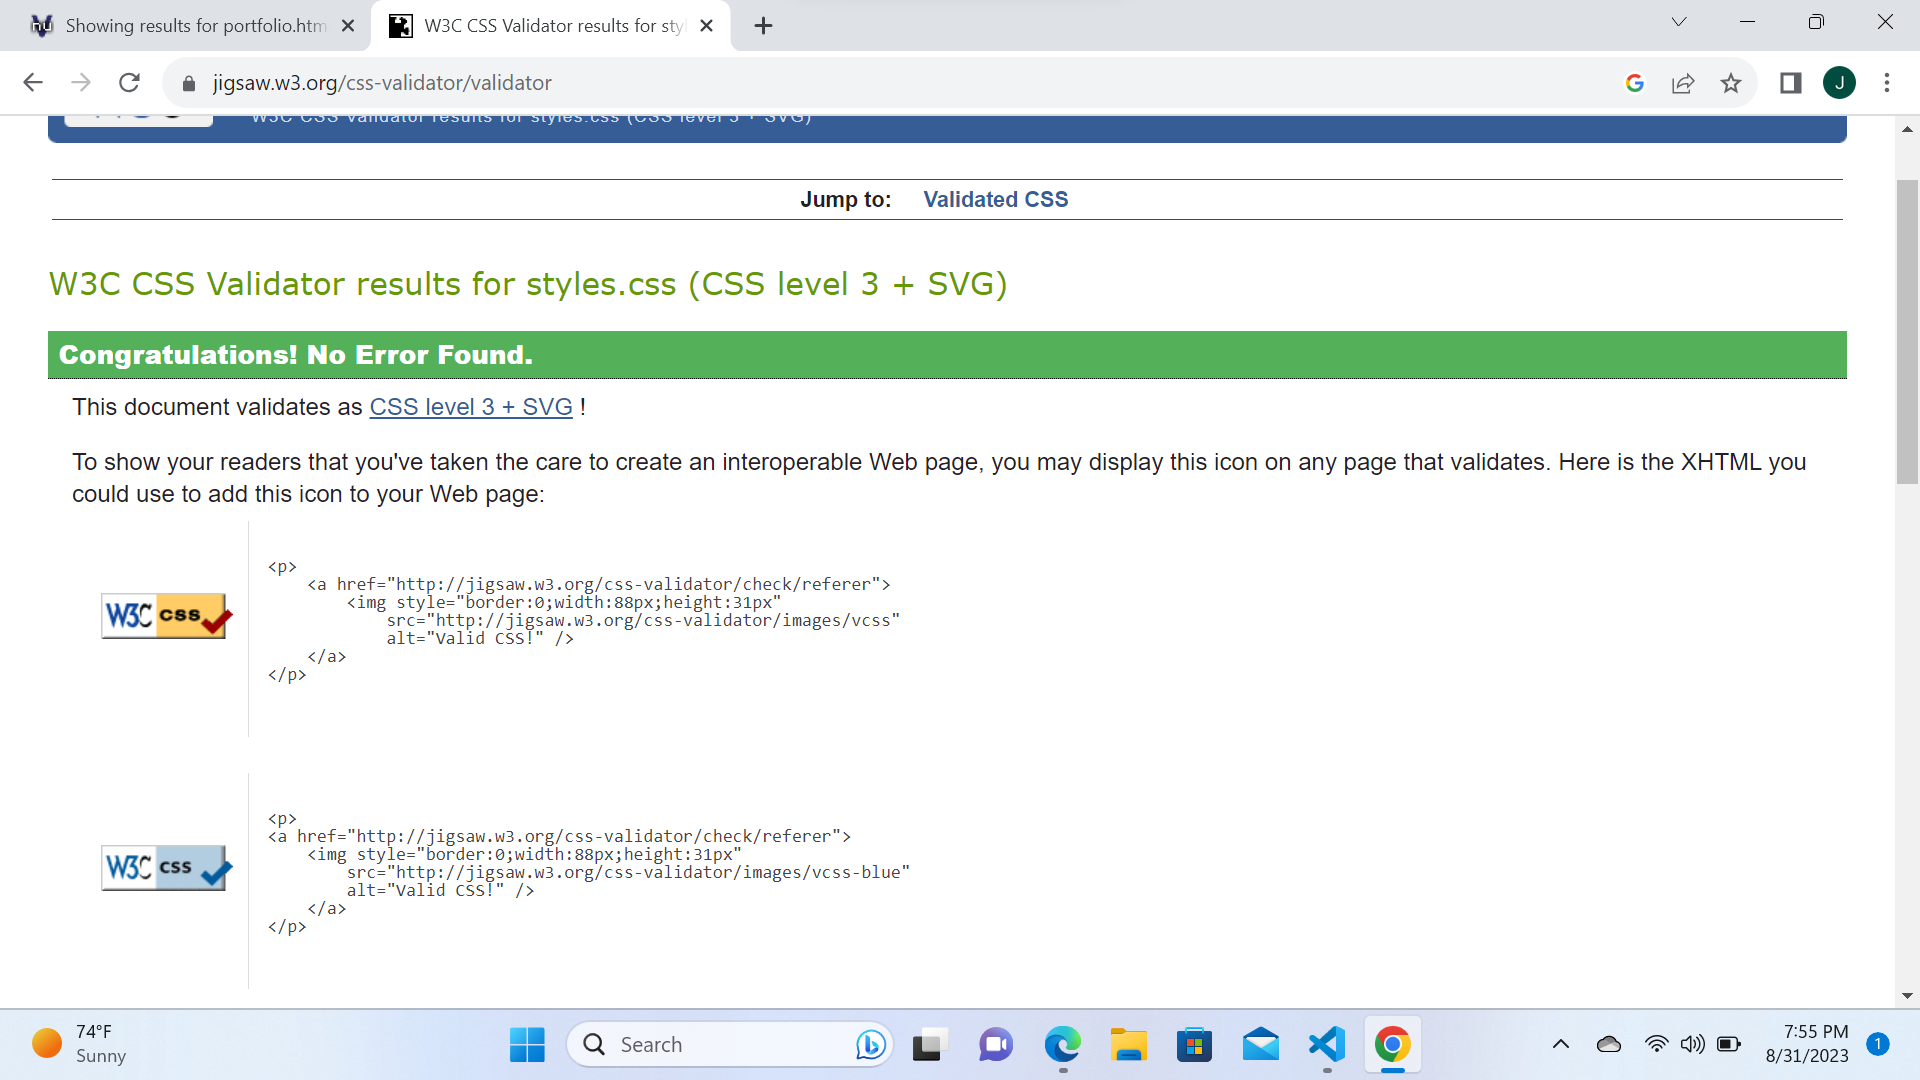 Showing results for portfolio.htm
W3C CSS Validator results for sty
jigsaw.w3.org/css-validator/validator
J
W3C CSS Validator results for styles.css (CSS level 3 + SVG)
Jump to: Validated CSS
W3C CSS Validator results for styles.css (CSS level 3 + SVG)
Congratulations! No Error Found.
This document validates as CSS level 3 + SVG !
To show your readers that you've taken the care to create an interoperable Web page, you may display this icon on any page that validates. Here is the XHTML you
could use to add this icon to your Web page:
W3C css
<p>
<a href="http://jigsaw.w3.org/css-validator/check/referer">
<img style="border:0;width:88px;height:31px"
src="http://jigsaw.w3.org/css-validator/images/vcss"
alt="Valid CSS!" />
</a>
</p>
W3C css
<p>
<a href="http://jigsaw.w3.org/css-validator/check/referer">
<img style="border:0;width:88px;height:31px"
src="http://jigsaw.w3.org/css-validator/images/vcss-blue"
alt="Valid CSS!" />
</a>
</p>
74°F
Sunny
Search
7:55 PM
8/31/2023
1